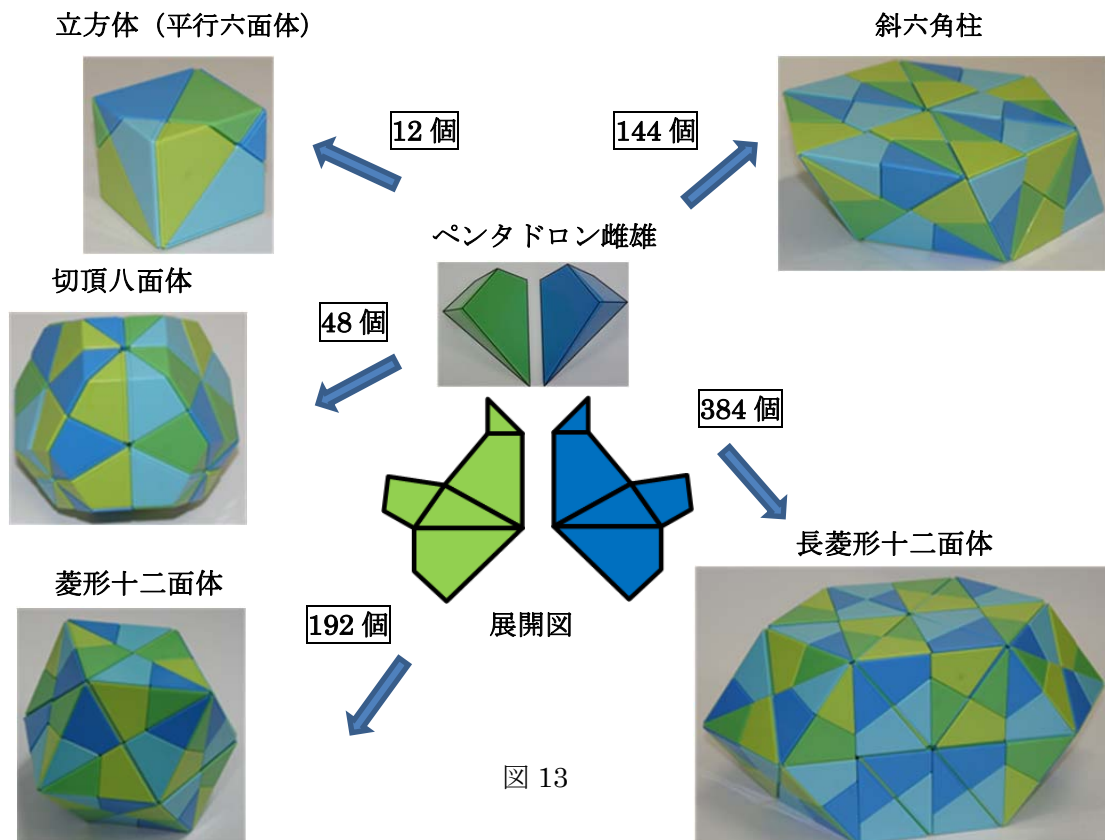 立方体（平行六面体）
斜六角柱
12 個
144 個
ペンタドロン雌雄
切頂八面体
48 個
384 個
長菱形十二面体
菱形十二面体
192 個
展開図
図 13